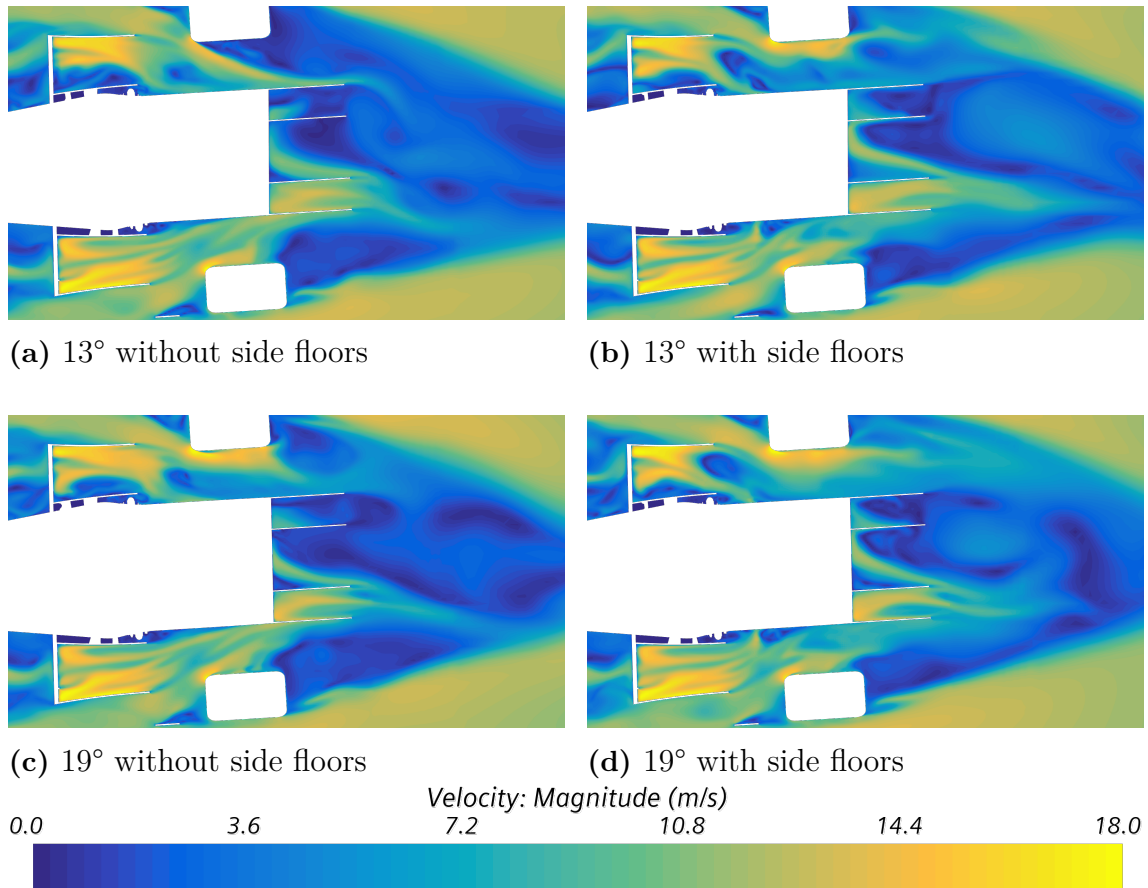 (a) 13° without side floors
(b) 13° with side floors
(c) 19° without side floors
(d) 19° with side floors
Velocity: Magnitude (m/s)
0.0 3.6 7.2 10.8 14.4 18.0